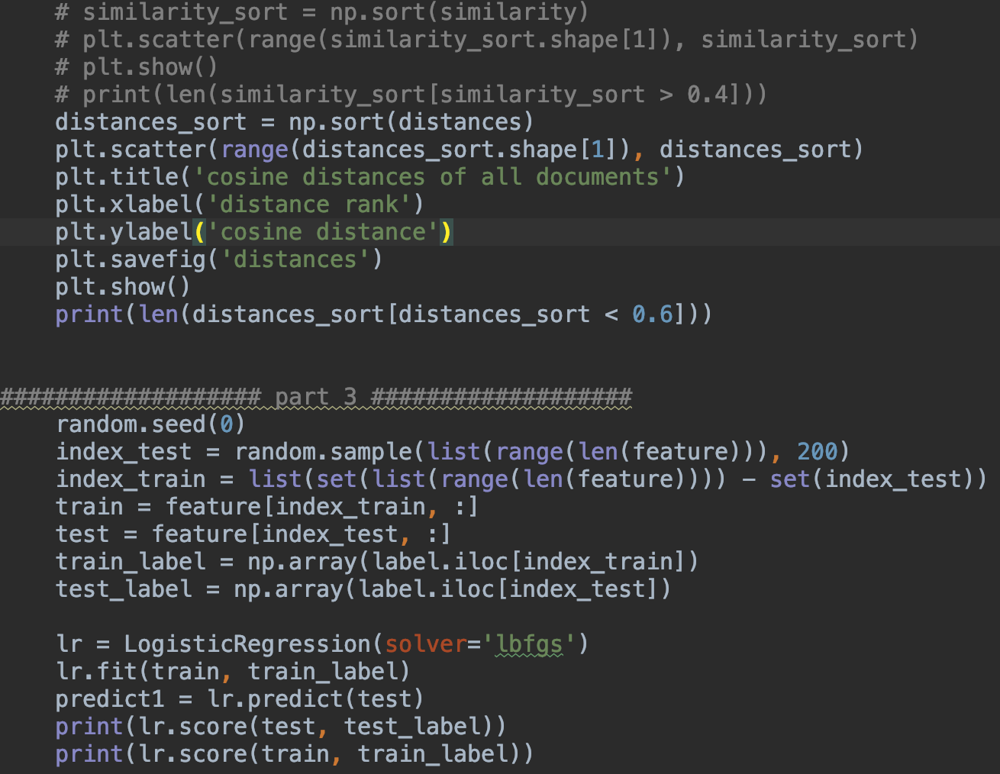 # similarity_sort = np.sort(similarity)
# plt.scatter(range(similarity_sort.shape[1]), similarity_sort)
# plt.show()
# print(len(similarity_sort[similarity_sort > 0.4]))
distances_sort = np.sort(distances)
plt.scatter(range(distances_sort.shape[1]), distances_sort)
plt.title('cosine distances of all documents')
plt.xlabel('distance rank')
plt.ylabel('cosine distance')
plt.savefig('distances')
plt.show()
print(len(distances_sort[distances_sort < 0.6]))
################### part 3 ###################
random.seed(0)
index_test = random.sample(list(range(len(feature))), 200)
index_train = list(set(list(range(len(feature)))) - set(index_test))
train = feature[index_train, :]
test = feature[index_test, :]
train_label = np.array(label.iloc[index_train])
test_label = np.array(label.iloc[index_test])
lr = LogisticRegression(solver='lbfgs')
lr.fit(train, train_label)
predict1 = lr.predict(test)
print(lr.score(test, test_label))
print(lr.score(train, train_label))